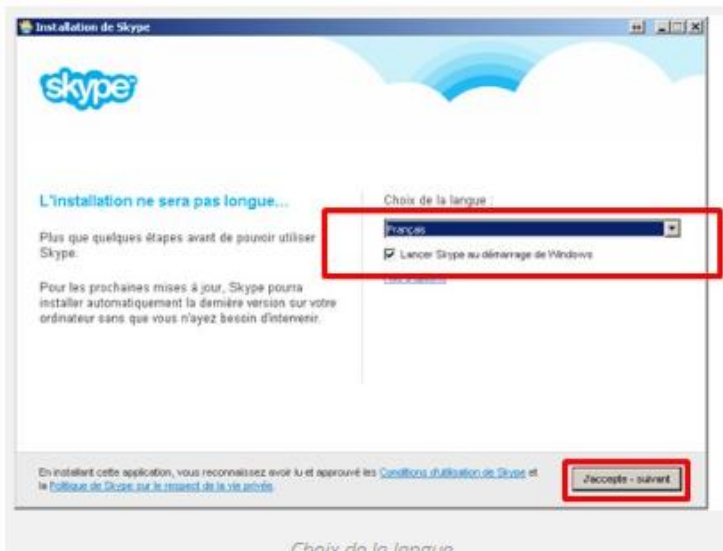 Installation de Skype
skype
L'installation ne sera pas longue...
Plus que quelques étapes avant de pouvoir utiliser
Skype.
Pour les prochaines mises à jour, Skype pourra
installer automatiquement la dernière version sur votre
ordinateur sans que vous n'ayez besoin d'intervenir.
Choix de la langue :
Français
Lancer Skype au démarrage de Windows
En installant cette application, vous reconnaissez avoir lu et approuvé les Conditions d'utilisation de Skype et
la Politique de Skype sur le respect de la vie privée.
J'accepte - suivant
Choix de la langue